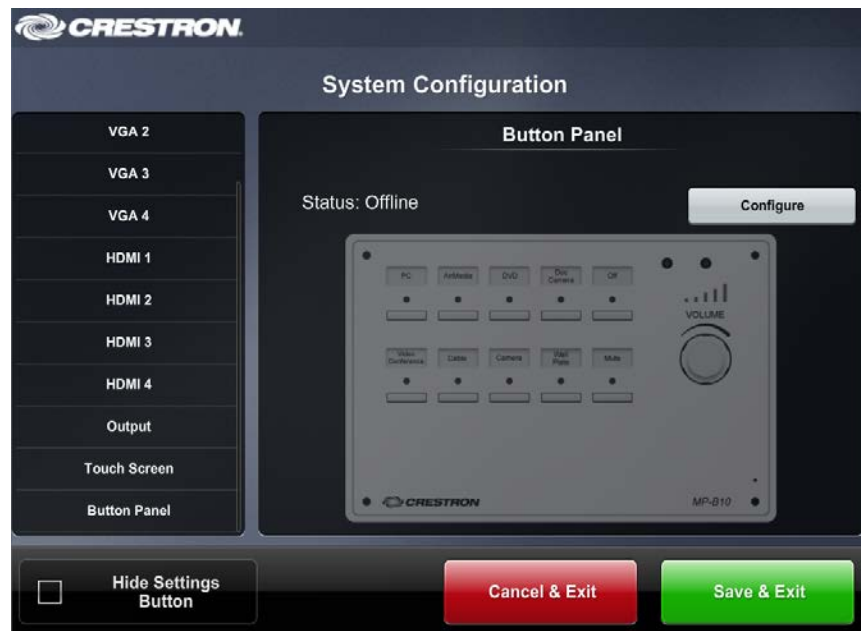 CRESTRON.
System Configuration
VGA 2
VGA 3
VGA 4
HDMI 1
HDMI 2
HDMI 3
HDMI 4
Output
Touch Screen
Button Panel
Button Panel
Status: Offline
Configure
PC
AirMedia
DVD
Doc
Camera
Off
VOLUME
Video
Conference
Cable
Camera
Wall
Plate
Mute
CRESTRON
MP-B10
Hide Settings
Button
Cancel & Exit
Save & Exit